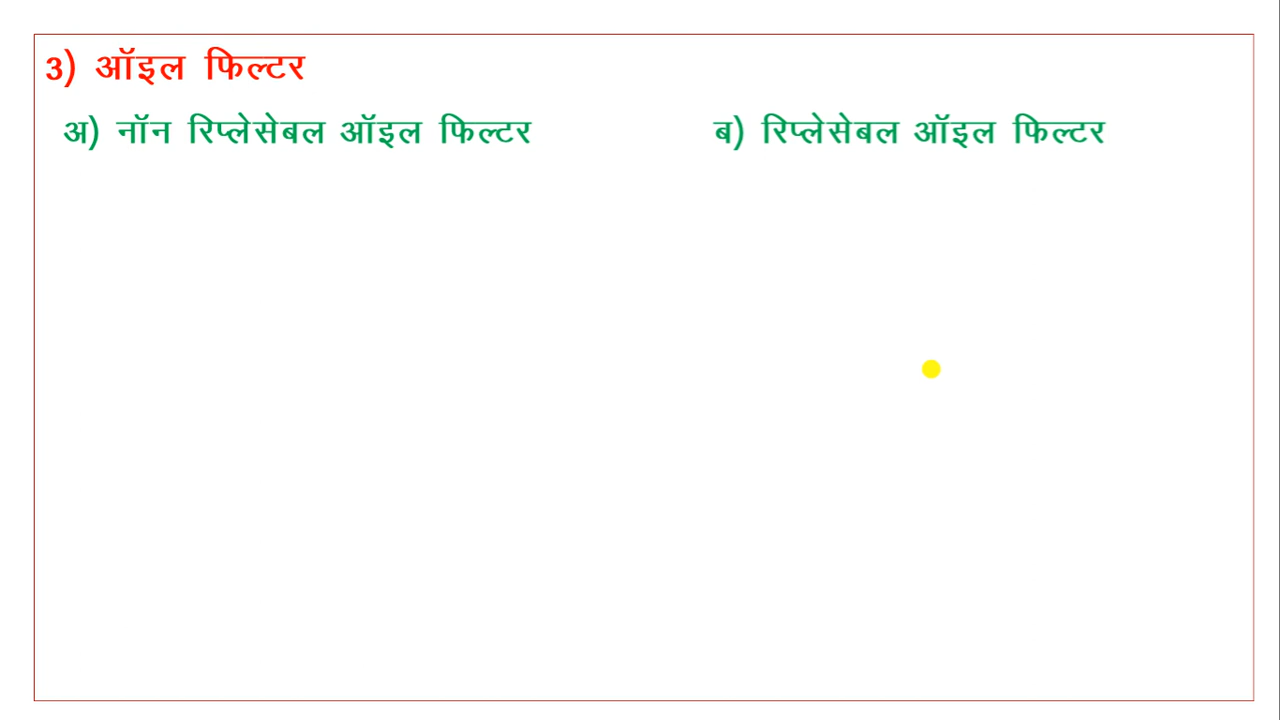 3) ऑइल फिल्टर
अ) नॉन रिप्लेसेबल ऑइल फिल्टर ब) रिप्लेसेबल ऑइल फिल्टर